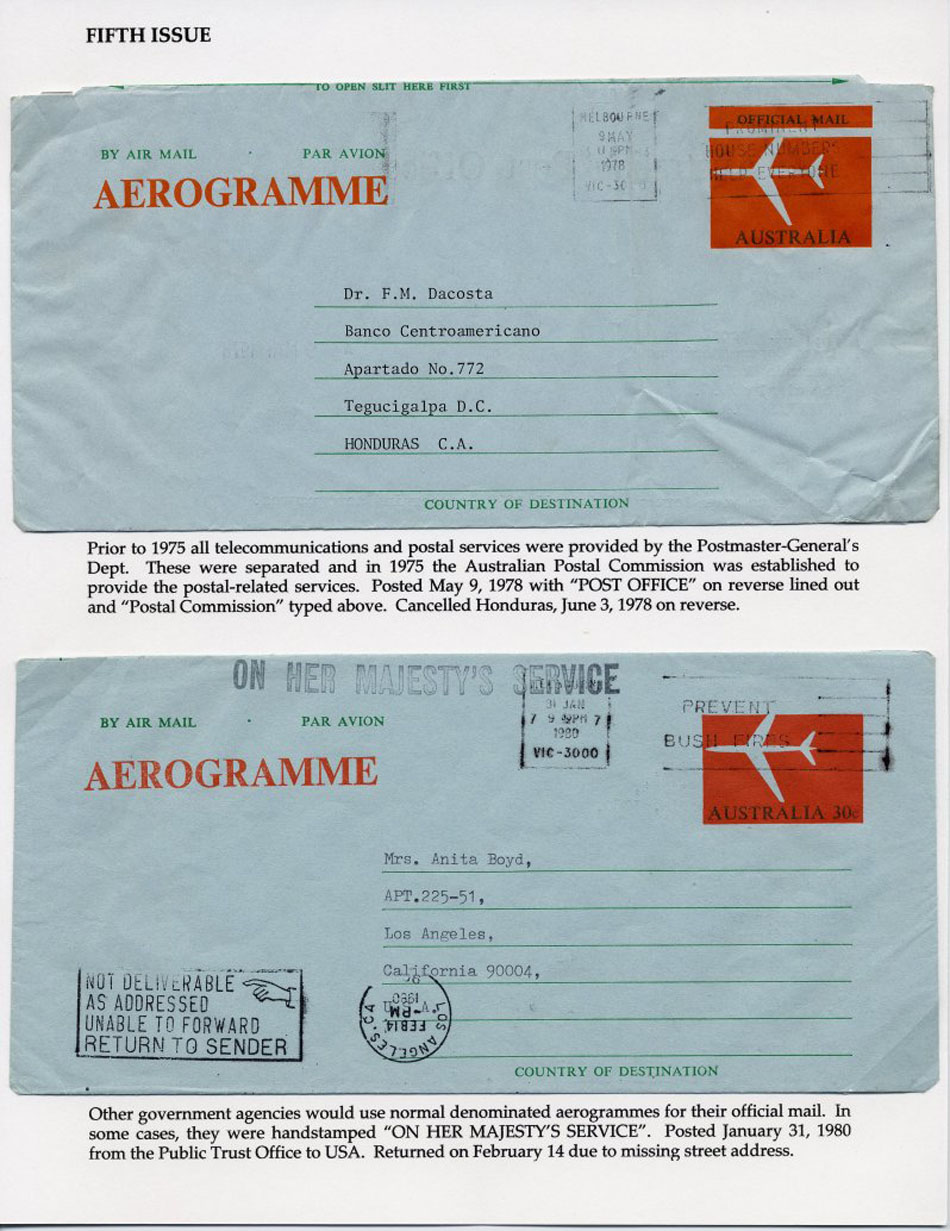 FIFTH ISSUE
TO OPEN SLIT HERE FIRST
BY AIR MAIL PAR AVION
AEROGRAMME
MELBOURNE
9 MAY
1978
VIC-3000
OFFICIAL MAIL
PROMINENT
HOUSE NUMBERS
HELP EVERYONE
AUSTRALIA
Dr. F.M. Dacosta
Banco Centroamericano
Apartado No.772
Tegucigalpa D.C.
HONDURAS C.A.
COUNTRY OF DESTINATION
Prior to 1975 all telecommunications and postal services were provided by the Postmaster-General's
Dept. These were separated and in 1975 the Australian Postal Commission was established to
provide the postal-related services. Posted May 9, 1978 with "POST OFFICE" on reverse lined out
and "Postal Commission" typed above. Cancelled Honduras, June 3, 1978 on reverse.
ON HER MAJESTY'S SERVICE
BY AIR MAIL PAR AVION
AEROGRAMME
31 JAN
7 9 PM 7
1980
VIC-3000
PREVENT
BUSH FIRES
AUSTRALIA 30c
Mrs. Anita Boyd,
APT.225-51,
Los Angeles,
California 90004,
U.S.A.
NOT DELIVERABLE
AS ADDRESSED
UNABLE TO FORWARD
RETURN TO SENDER
LOS ANGELES, CA
FEB 14
PM
1980
COUNTRY OF DESTINATION
Other government agencies would use normal denominated aerogrammes for their official mail. In
some cases, they were handstamped "ON HER MAJESTY'S SERVICE". Posted January 31, 1980
from the Public Trust Office to USA. Returned on February 14 due to missing street address.